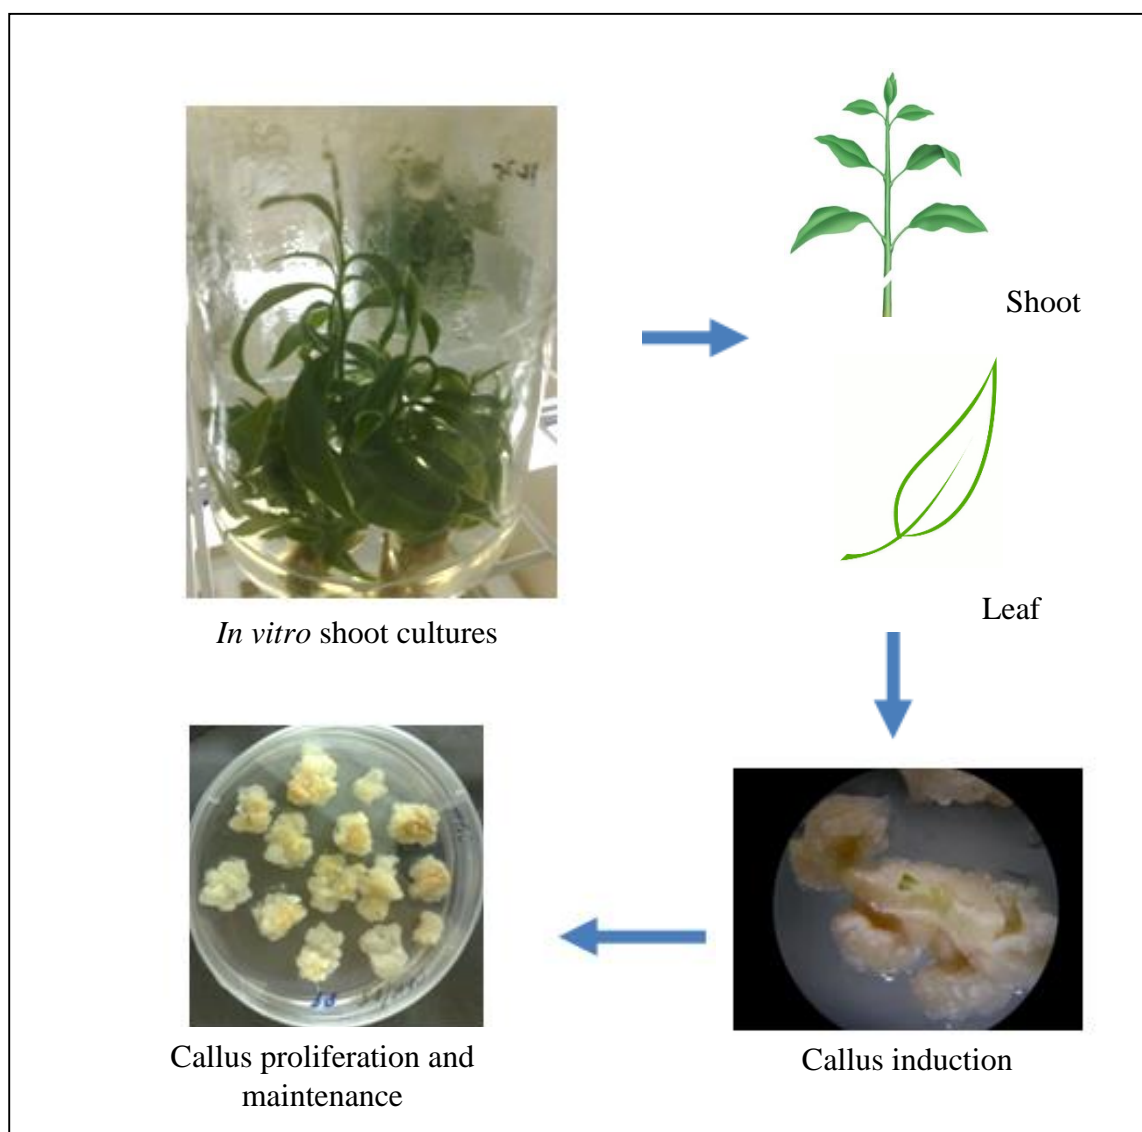 Shoot
Leaf
In vitro shoot cultures
Callus induction
Callus proliferation and
maintenance